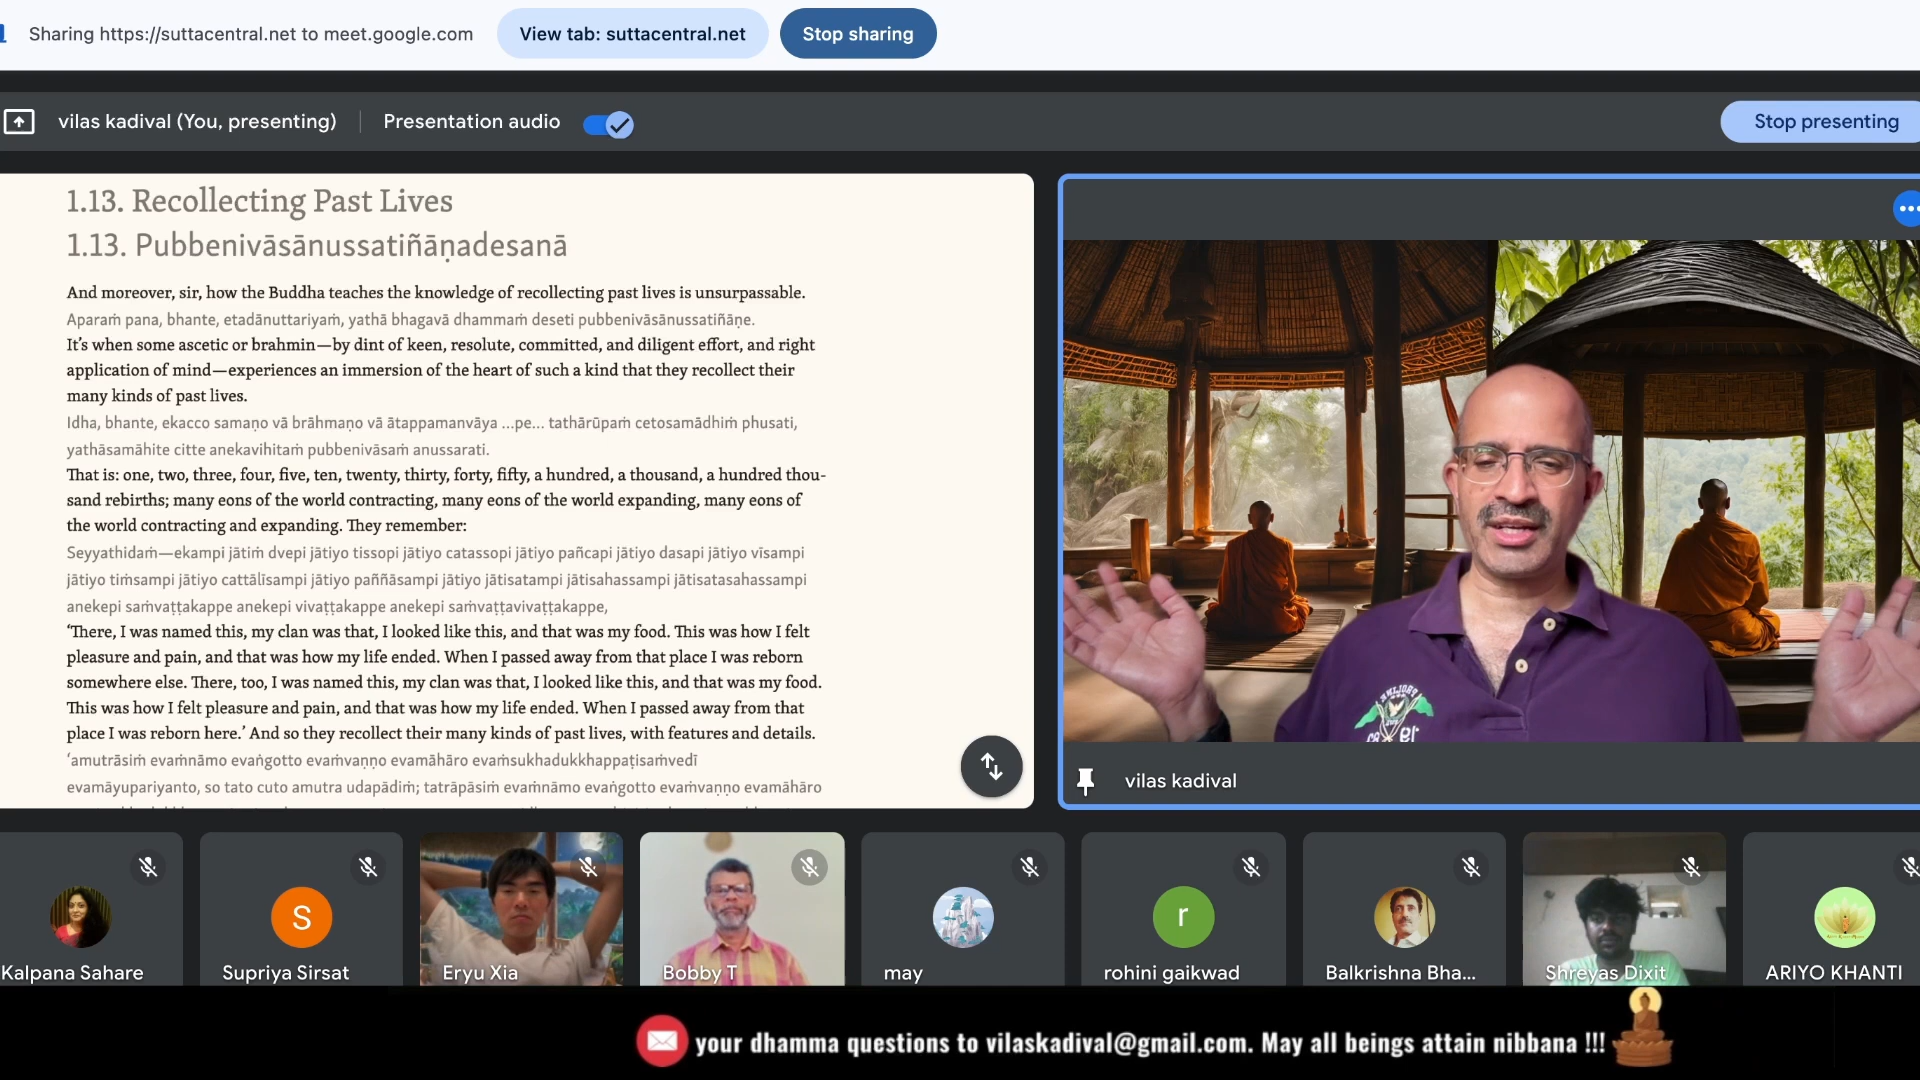 Sharing https://suttacentral.net to meet.google.com
View tab: suttacentral.net
Stop sharing
vilas kadival (You, presenting)
Presentation audio
Stop presenting
1.13. Recollecting Past Lives
1.13. Pubbenivāsānussatiñāṇadesanā
And moreover, sir, how the Buddha teaches the knowledge of recollecting past lives is unsurpassable.
Aparaṁ pana, bhante, etadānuttariyaṁ, yathā bhagavā dhammaṁ deseti pubbenivāsānussatiñāṇe.
It’s when some ascetic or brahmin—by dint of keen, resolute, committed, and diligent effort, and right
application of mind—experiences an immersion of the heart of such a kind that they recollect their
many kinds of past lives.
Idha, bhante, ekacco samaṇo vā brāhmaṇo vā ātappamanvāya …pe… tathārūpaṁ cetosamādhiṁ phusati,
yathāsamāhite citte anekavihitaṁ pubbenivāsaṁ anussarati.
That is: one, two, three, four, five, ten, twenty, thirty, forty, fifty, a hundred, a thousand, a hundred thou-
sand rebirths; many eons of the world contracting, many eons of the world expanding, many eons of
the world contracting and expanding. They remember:
Seyyathidaṁ—ekampi jātiṁ dvepi jātiyo tissopi jātiyo catassopi jātiyo pañcapi jātiyo dasapi jātiyo vīsampi
jātiyo tiṁsampi jātiyo cattālīsampi jātiyo paññāsampi jātiyo jātisatampi jātisahassampi jātisatasahassampi
anekepi saṁvaṭṭakappe anekepi vivaṭṭakappe anekepi saṁvaṭṭavivaṭṭakappe,
‘There, I was named this, my clan was that, I looked like this, and that was my food. This was how I felt
pleasure and pain, and that was how my life ended. When I passed away from that place I was reborn
somewhere else. There, too, I was named this, my clan was that, I looked like this, and that was my food.
This was how I felt pleasure and pain, and that was how my life ended. When I passed away from that
place I was reborn here.’ And so they recollect their many kinds of past lives, with features and details.
‘amutrāsiṁ evaṁnāmo evaṅgotto evaṁvaṇṇo evamāhāro evaṁsukhadukkhappaṭisaṁvedī
evamāyupariyanto, so tato cuto amutra udapādiṁ; tatrāpāsiṁ evaṁnāmo evaṅgotto evaṁvaṇṇo evamāhāro
vilas kadival
Kalpana Sahare
S
Supriya Sirsat
Eryu Xia
Bobby T
may
r
rohini gaikwad
Balkrishna Bha...
Shreyas Dixit
ARIYO KHANTI
your dhamma questions to vilaskadival@gmail.com. May all beings attain nibbana !!!